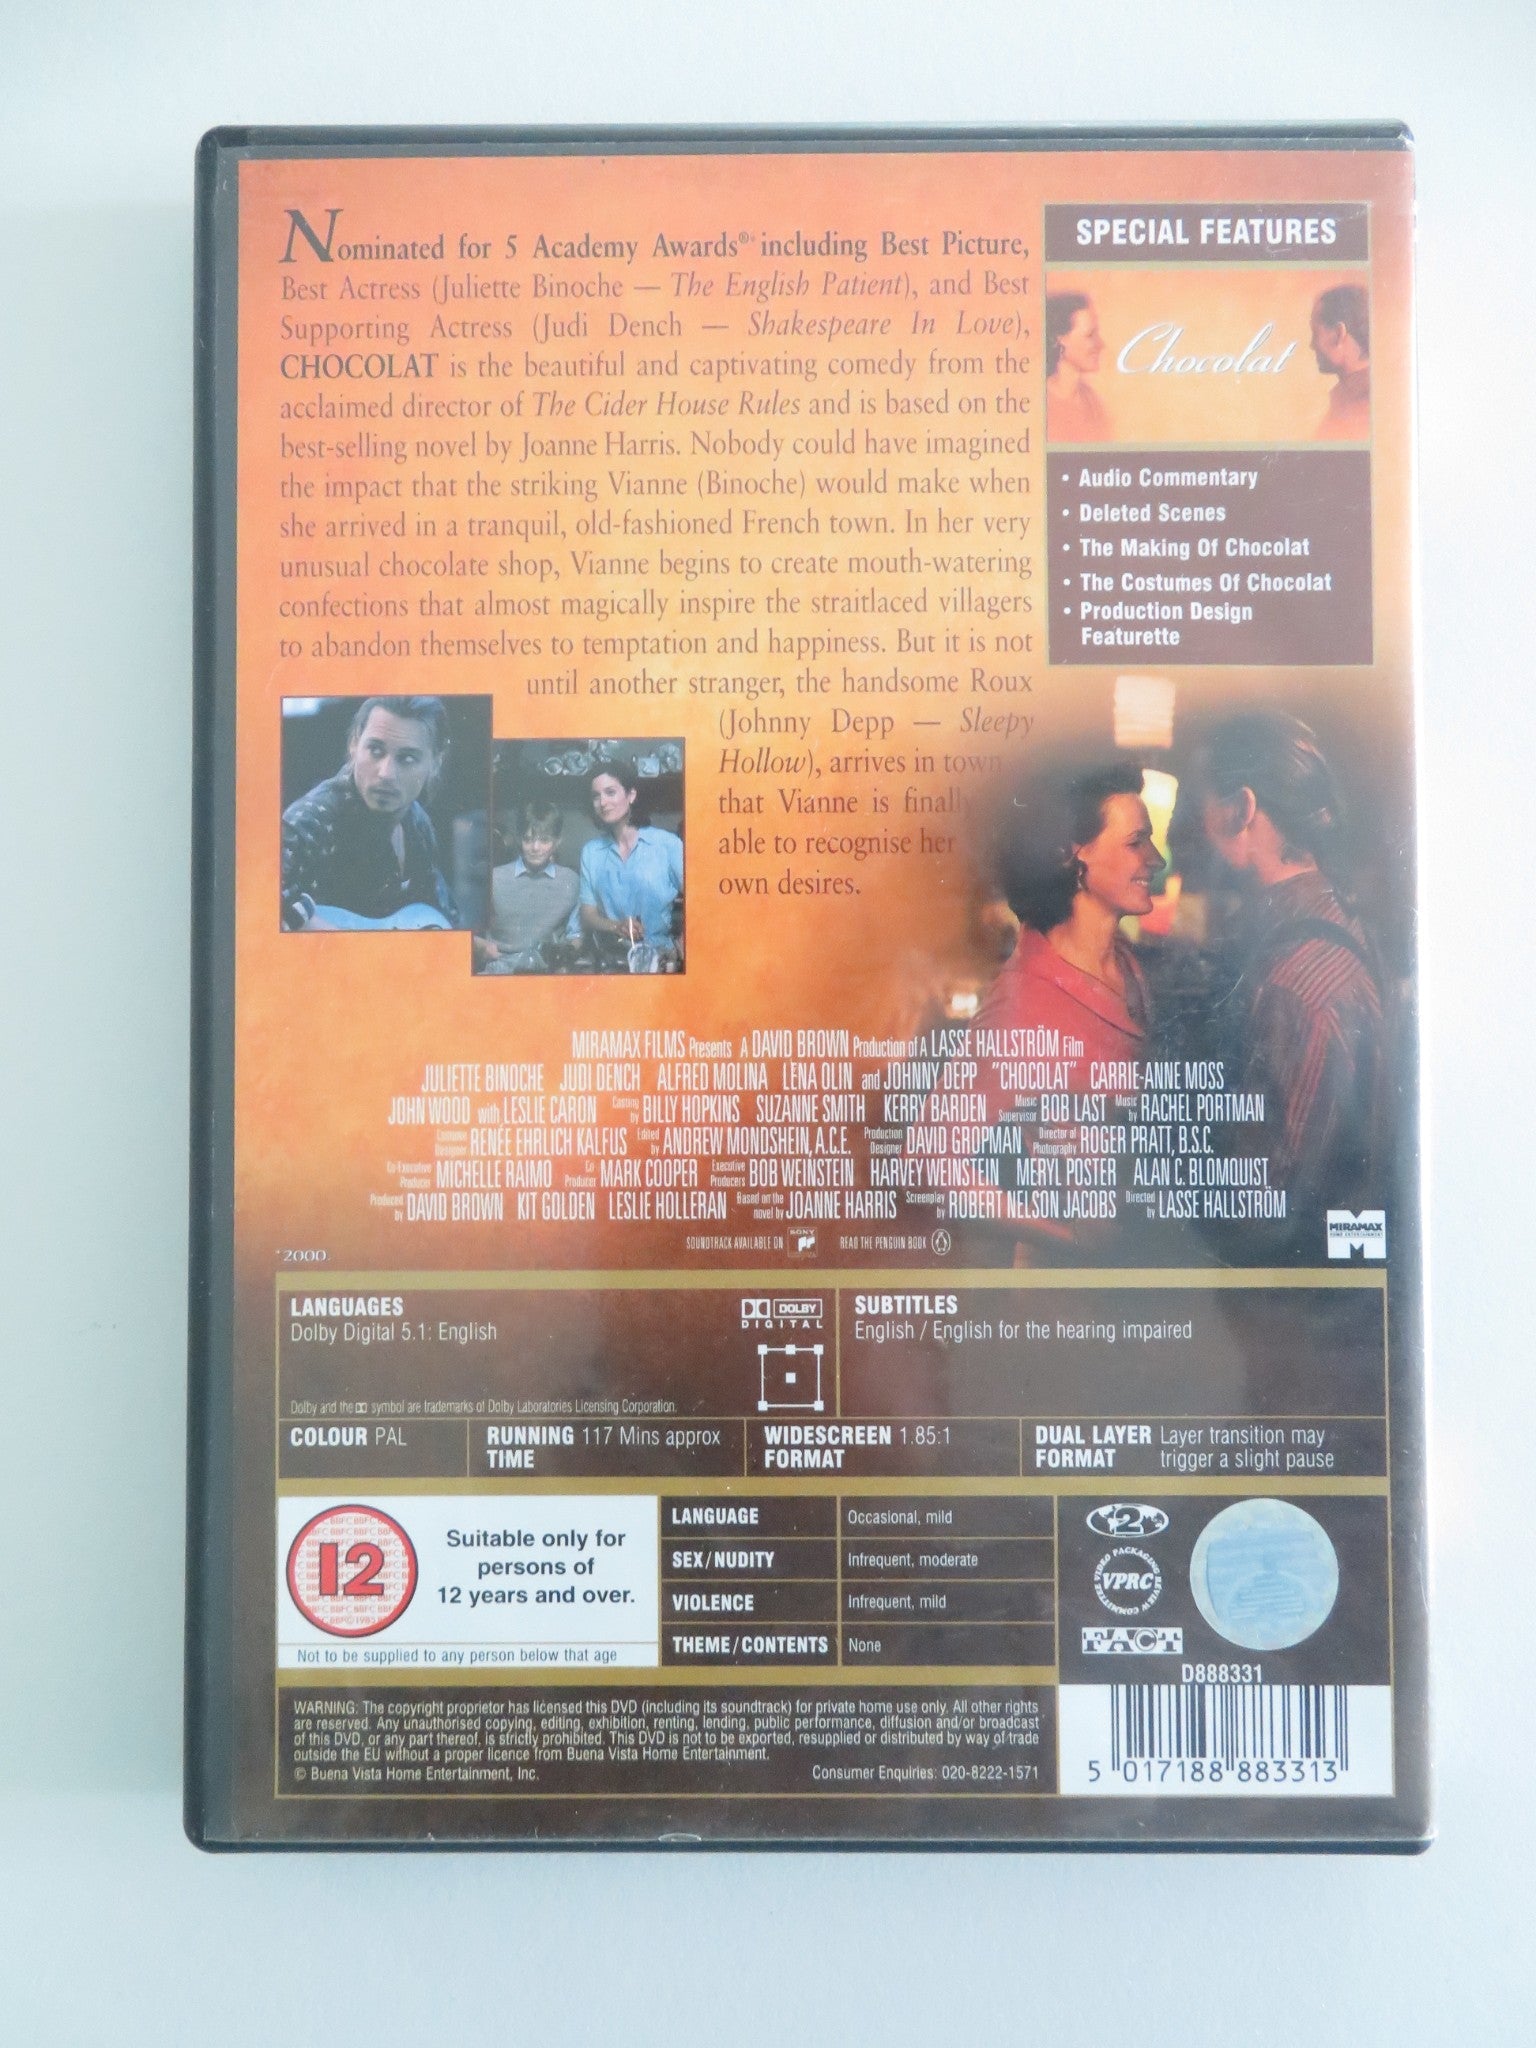 Nominated for 5 Academy Awards®* including Best Picture,
Best Actress (Juliette Binoche — The English Patient), and Best
Supporting Actress (Judi Dench — Shakespeare In Love),
CHOCOLAT is the beautiful and captivating comedy from the
acclaimed director of The Cider House Rules and is based on the
best-selling novel by Joanne Harris. Nobody could have imagined
the impact that the striking Vianne (Binoche) would make when
she arrived in a tranquil, old-fashioned French town. In her very
unusual chocolate shop, Vianne begins to create mouth-watering
confections that almost magically inspire the straitlaced villagers
to abandon themselves to temptation and happiness. But it is not
until another stranger, the handsome Roux
(Johnny Depp — Sleepy
Hollow), arrives in town
that Vianne is finally
able to recognise her
own desires.
SPECIAL FEATURES
Chocolat
• Audio Commentary
• Deleted Scenes
• The Making Of Chocolat
• The Costumes Of Chocolat
• Production Design
Featurette
MIRAMAX FILMS Presents A DAVID BROWN Production of A LASSE HALLSTRÖM Film
JULIETTE BINOCHE JUDI DENCH ALFRED MOLINA LENA OLIN and JOHNNY DEPP "CHOCOLAT" CARRIE-ANNE MOSS
JOHN WOOD with LESLIE CARON Casting by BILLY HOPKINS SUZANNE SMITH KERRY BARDEN Music Supervisor BOB LAST Music by RACHEL PORTMAN
Costume Designer RENÉE EHRLICH KALFUS Edited by ANDREW MONDSHEIN, A.C.E. Production Designer DAVID GROPMAN Director of Photography ROGER PRATT, B.S.C.
Co-Executive Producer MICHELLE RAIMO Co Producer MARK COOPER Executive Producers BOB WEINSTEIN HARVEY WEINSTEIN MERYL POSTER ALAN C. BLOMQUIST
Produced by DAVID BROWN KIT GOLDEN LESLIE HOLLERAN Based on the novel by JOANNE HARRIS Screenplay by ROBERT NELSON JACOBS Directed by LASSE HALLSTRÖM
SOUNDTRACK AVAILABLE ON SONY READ THE PENGUIN BOOK
*2000.
MIRAMAX
HOME ENTERTAINMENT
LANGUAGES
Dolby Digital 5.1: English
DOLBY
DIGITAL
Dolby and the symbol are trademarks of Dolby Laboratories Licensing Corporation.
SUBTITLES
English / English for the hearing impaired
COLOUR PAL
RUNNING 117 Mins approx
TIME
WIDESCREEN 1.85:1
FORMAT
DUAL LAYER Layer transition may
FORMAT trigger a slight pause
12
Suitable only for
persons of
12 years and over.
Not to be supplied to any person below that age
LANGUAGE Occasional, mild
SEX/NUDITY Infrequent, moderate
VIOLENCE Infrequent, mild
THEME/CONTENTS None
2
VIDEO PACKAGING REVIEW COMMITTEE
VPRC
FACT
D888331
WARNING: The copyright proprietor has licensed this DVD (including its soundtrack) for private home use only. All other rights
are reserved. Any unauthorised copying, editing, exhibition, renting, lending, public performance, diffusion and/or broadcast
of this DVD, or any part thereof, is strictly prohibited. This DVD is not to be exported, resupplied or distributed by way of trade
outside the EU without a proper licence from Buena Vista Home Entertainment.
© Buena Vista Home Entertainment, Inc. Consumer Enquiries: 020-8222-1571
5 017188 883313